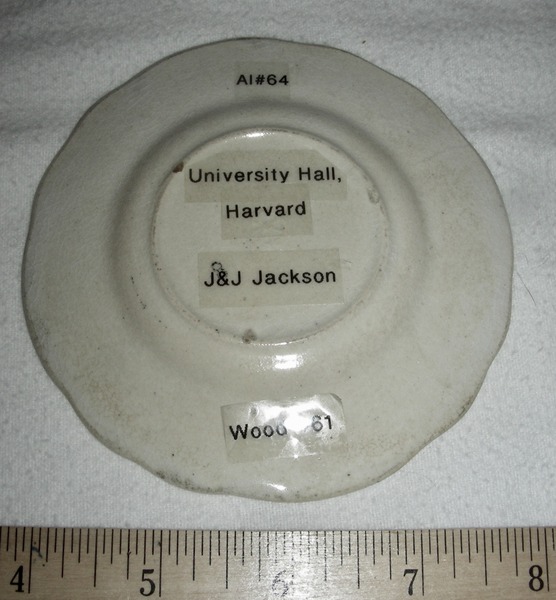 AI#64
University Hall,
Harvard
J&J Jackson
Wood 61
4 5 6 7 8